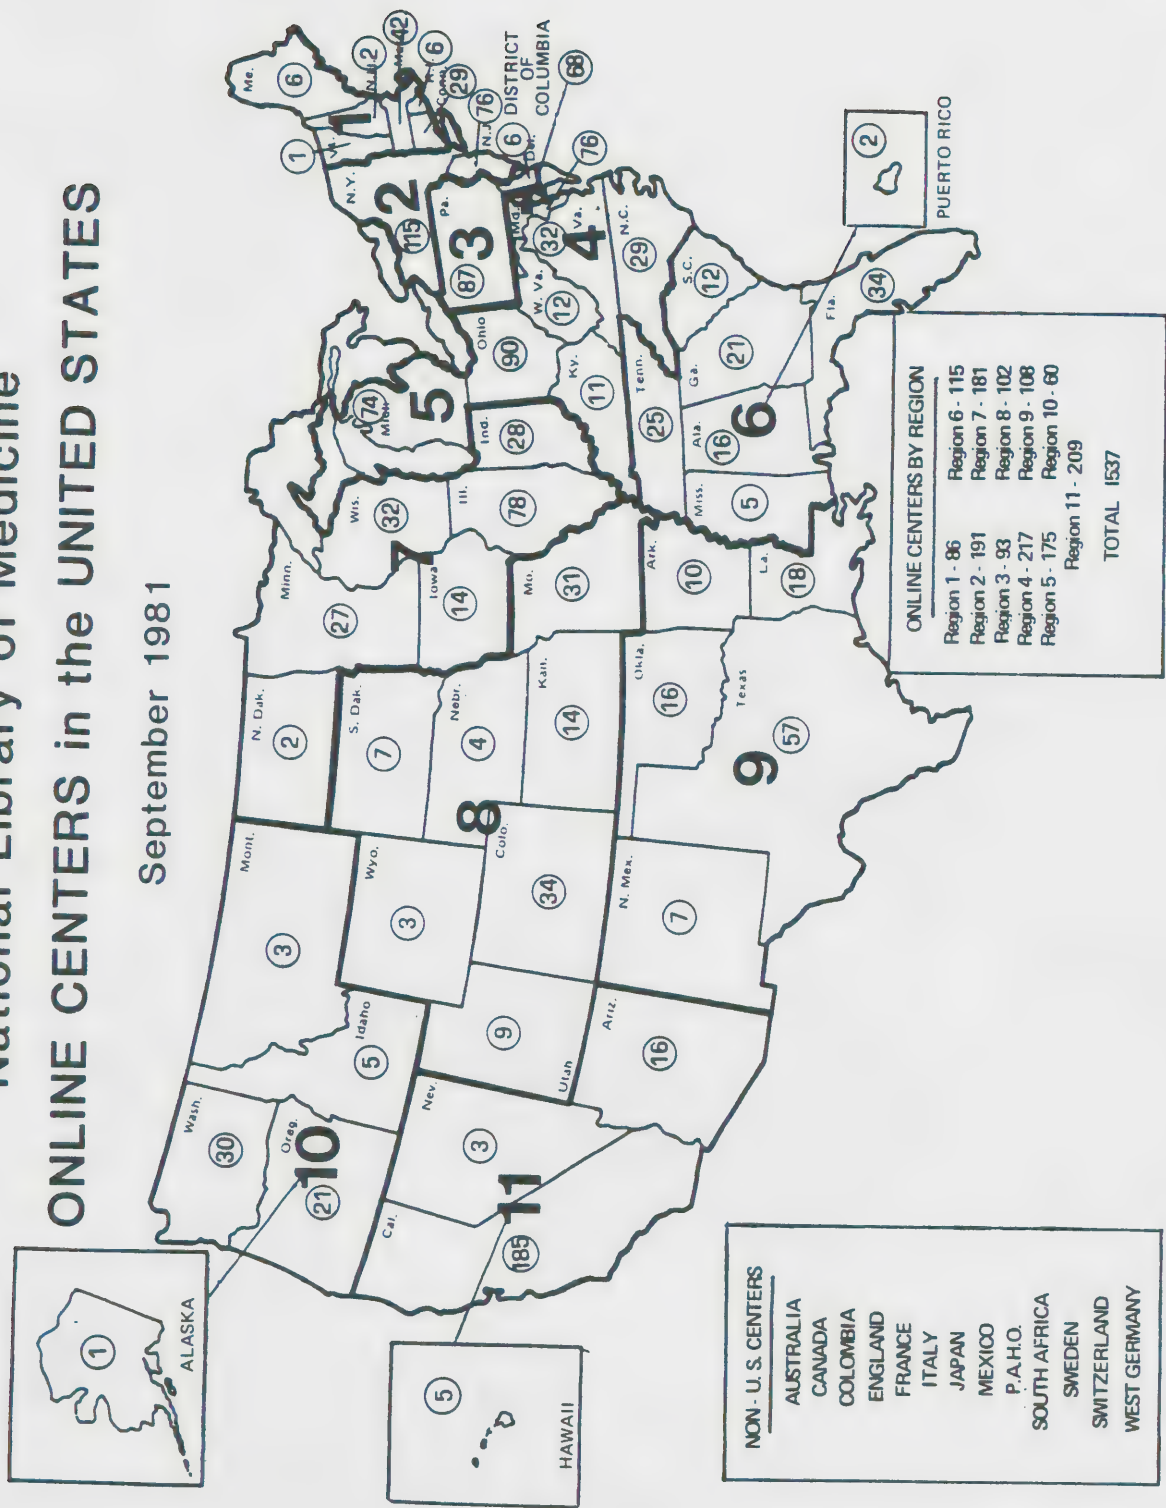 National Library of Medicine
ONLINE CENTERS in the UNITED STATES
September 1981
1
ALASKA
5
HAWAII
Wash.
30
Oreg.
21
10
Idaho
5
Mont.
3
Cal.
185
11
Nev.
3
Utah
9
Ariz.
16
Wyo.
3
Colo.
34
8
N. Mex.
7
N. Dak.
2
S. Dak.
7
Nebr.
4
Kan.
14
Okla.
16
Texas
57
9
Minn.
27
Iowa
14
Mo.
31
Ark.
10
La.
18
7
Wis.
32
Ill.
78
Ind.
28
Mich
74
5
Ohio
90
Ky.
11
Tenn.
25
Miss.
5
Ala.
16
6
Ga.
21
Fla.
34
S.C.
12
N.C.
29
W. Va.
12
Va.
4
Md.
32
Pa.
87
3
N.Y.
115
2
Vt.
1
1
Me.
6
N.H.
2
42
R.I.
6
Conn.
29
N.J.
76
Del.
6
DISTRICT
OF
COLUMBIA
68
76
2
PUERTO RICO
NON - U. S. CENTERS
AUSTRALIA
CANADA
COLOMBIA
ENGLAND
FRANCE
ITALY
JAPAN
MEXICO
P.A.H.O.
SOUTH AFRICA
SWEDEN
SWITZERLAND
WEST GERMANY
ONLINE CENTERS BY REGION
Region 1 - 86 Region 6 - 115
Region 2 - 191 Region 7 - 181
Region 3 - 93 Region 8 - 102
Region 4 - 217 Region 9 - 108
Region 5 - 175 Region 10 - 60
Region 11 - 209
TOTAL 1537